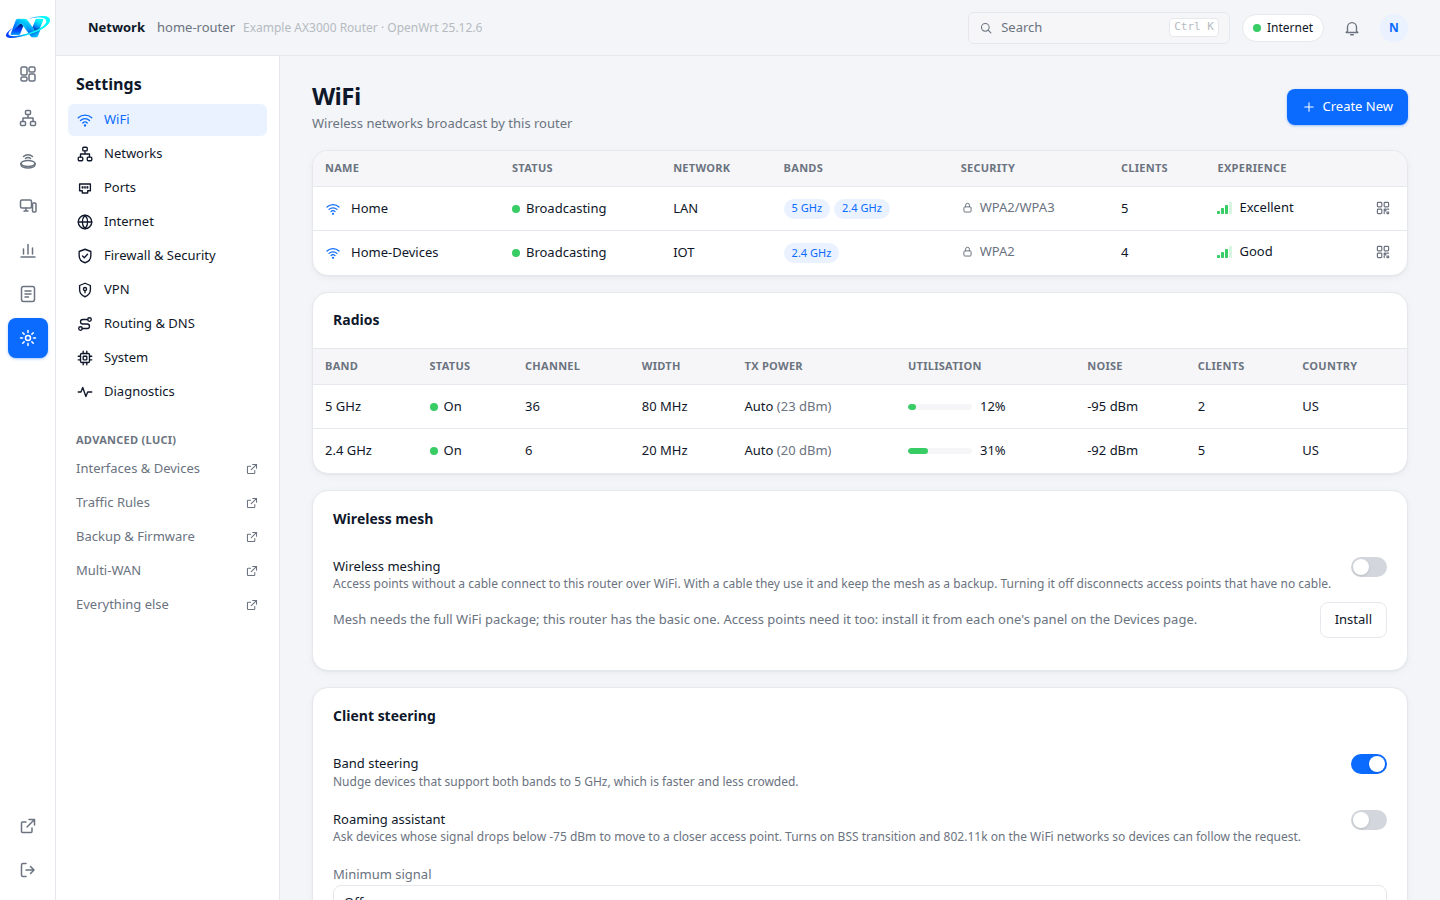 Network home-router Example AX3000 Router · OpenWrt 25.12.6
Search Ctrl K
Internet
N
Settings
WiFi
Networks
Ports
Internet
Firewall & Security
VPN
Routing & DNS
System
Diagnostics
ADVANCED (LUCI)
Interfaces & Devices
Traffic Rules
Backup & Firmware
Multi-WAN
Everything else
WiFi
Wireless networks broadcast by this router
Create New
NAME STATUS NETWORK BANDS SECURITY CLIENTS EXPERIENCE
Home Broadcasting LAN 5 GHz 2.4 GHz WPA2/WPA3 5 Excellent
Home-Devices Broadcasting IOT 2.4 GHz WPA2 4 Good
Radios
BAND STATUS CHANNEL WIDTH TX POWER UTILISATION NOISE CLIENTS COUNTRY
5 GHz On 36 80 MHz Auto (23 dBm) 12% -95 dBm 2 US
2.4 GHz On 6 20 MHz Auto (20 dBm) 31% -92 dBm 5 US
Wireless mesh
Wireless meshing
Access points without a cable connect to this router over WiFi. With a cable they use it and keep the mesh as a backup. Turning it off disconnects access points that have no cable.
Mesh needs the full WiFi package; this router has the basic one. Access points need it too: install it from each one's panel on the Devices page.
Install
Client steering
Band steering
Nudge devices that support both bands to 5 GHz, which is faster and less crowded.
Roaming assistant
Ask devices whose signal drops below -75 dBm to move to a closer access point. Turns on BSS transition and 802.11k on the WiFi networks so devices can follow the request.
Minimum signal